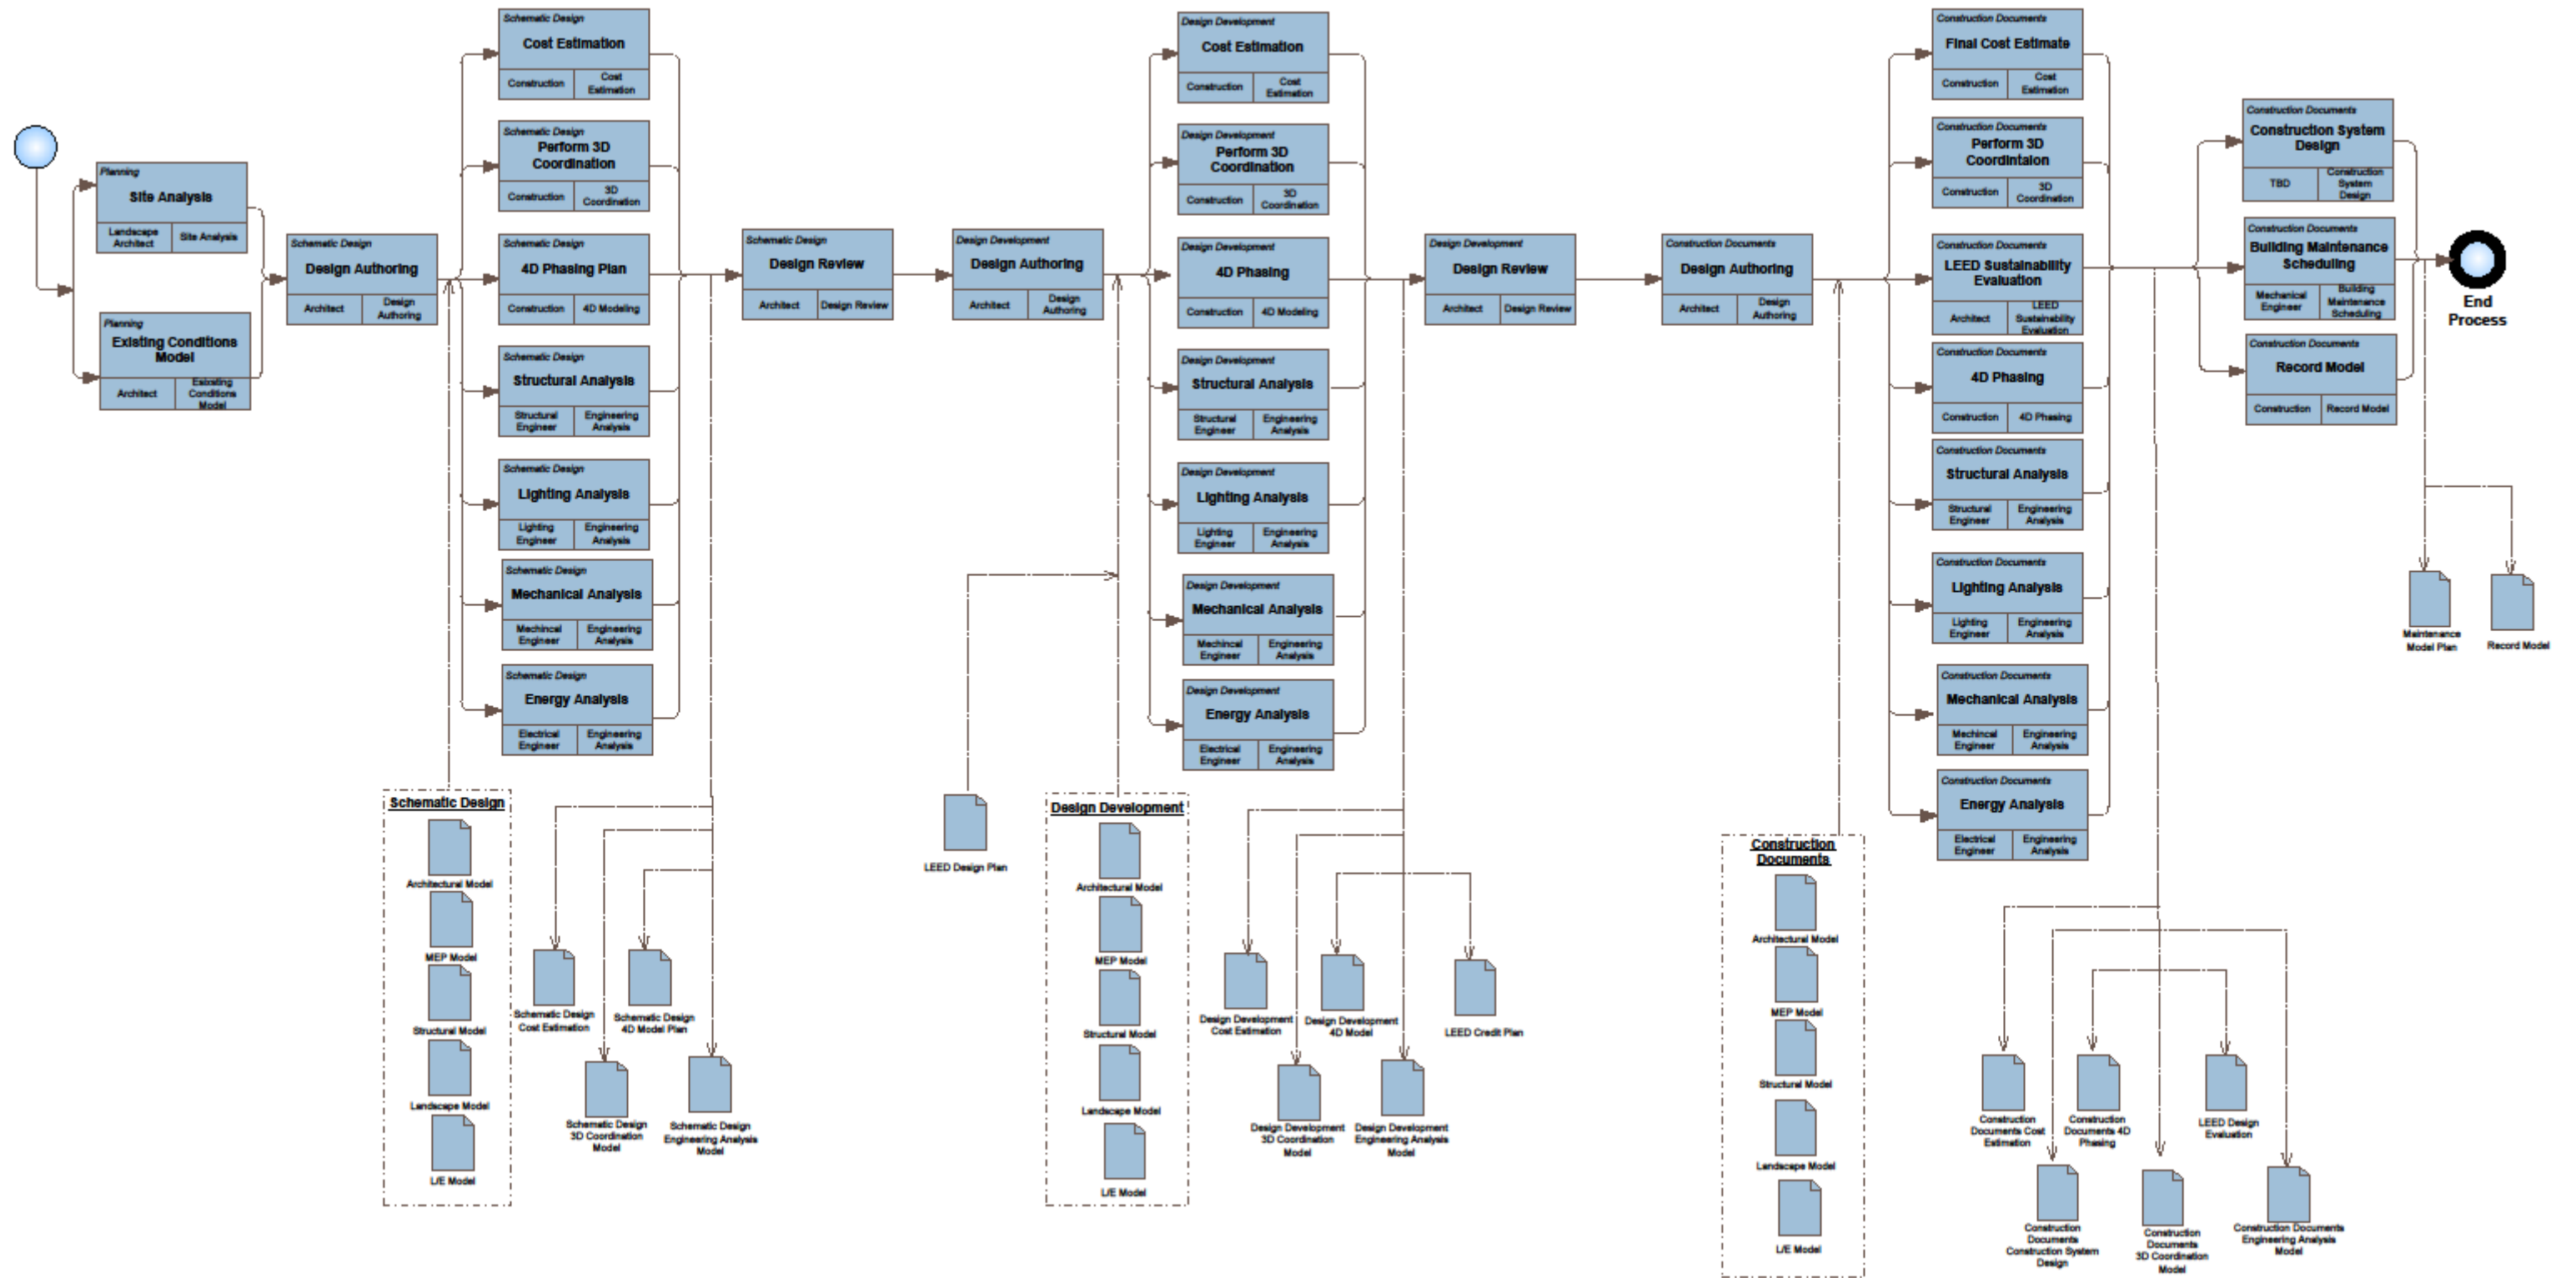 Planning
Site Analysis
Landscape
Architect
Site Analysis
Planning
Existing Conditions
Model
Architect
Esixsting
Conditions
Model
Schematic Design
Design Authoring
Architect
Design
Authoring
Schematic Design
Cost Estimation
Construction
Cost
Estimation
Schematic Design
Perform 3D
Coordination
Construction
3D
Coordination
Schematic Design
4D Phasing Plan
Construction
4D Modeling
Schematic Design
Structural Analysis
Structural
Engineer
Engineering
Analysis
Schematic Design
Lighting Analysis
Lighting
Engineer
Engineering
Analysis
Schematic Design
Mechanical Analysis
Mechincal
Engineer
Engineering
Analysis
Schematic Design
Energy Analysis
Electrical
Engineer
Engineering
Analysis
Schematic Design
Architectural Model
MEP Model
Structural Model
Landscape Model
L/E Model
Schematic Design
Cost Estimation
Schematic Design
4D Model Plan
Schematic Design
3D Coordination
Model
Schematic Design
Engineering Analysis
Model
Schematic Design
Design Review
Architect
Design Review
Design Development
Design Authoring
Architect
Design
Authoring
LEED Design Plan
Design Development
Cost Estimation
Construction
Cost
Estimation
Design Development
Perform 3D
Coordination
Construction
3D
Coordination
Design Development
4D Phasing
Construction
4D Modeling
Design Development
Structural Analysis
Structural
Engineer
Engineering
Analysis
Design Development
Lighting Analysis
Lighting
Engineer
Engineering
Analysis
Design Development
Mechanical Analysis
Mechincal
Engineer
Engineering
Analysis
Design Development
Energy Analysis
Electrical
Engineer
Engineering
Analysis
Design Development
Architectural Model
MEP Model
Structural Model
Landscape Model
L/E Model
Design Development
Cost Estimation
Design Development
4D Model
LEED Credit Plan
Design Development
3D Coordination
Model
Design Development
Engineering Analysis
Model
Design Development
Design Review
Architect
Design Review
Construction Documents
Design Authoring
Architect
Design
Authoring
Construction
Documents
Architectural Model
MEP Model
Structural Model
Landscape Model
L/E Model
Construction Documents
Final Cost Estimate
Construction
Cost
Estimation
Construction Documents
Perform 3D
Coordintaion
Construction
3D
Coordination
Construction Documents
LEED Sustainability
Evaluation
Architect
LEED
Sustainability
Evaluation
Construction Documents
4D Phasing
Construction
4D Phasing
Construction Documents
Structural Analysis
Structural
Engineer
Engineering
Analysis
Construction Documents
Lighting Analysis
Lighting
Engineer
Engineering
Analysis
Construction Documents
Mechanical Analysis
Mechincal
Engineer
Engineering
Analysis
Construction Documents
Energy Analysis
Electrical
Engineer
Engineering
Analysis
Construction
Documents Cost
Estimation
Construction
Documents 4D
Phasing
LEED Design
Evaluation
Construction
Documents
Construction System
Design
Construction
Documents
3D Coordination
Model
Construction Documents
Engineering Analysis
Model
Construction Documents
Construction System
Design
TBD
Construction
System
Design
Construction Documents
Building Maintenance
Scheduling
Mechanical
Engineer
Building
Maintenance
Scheduling
Construction Documents
Record Model
Construction
Record Model
End
Process
Maintenance
Model Plan
Record Model